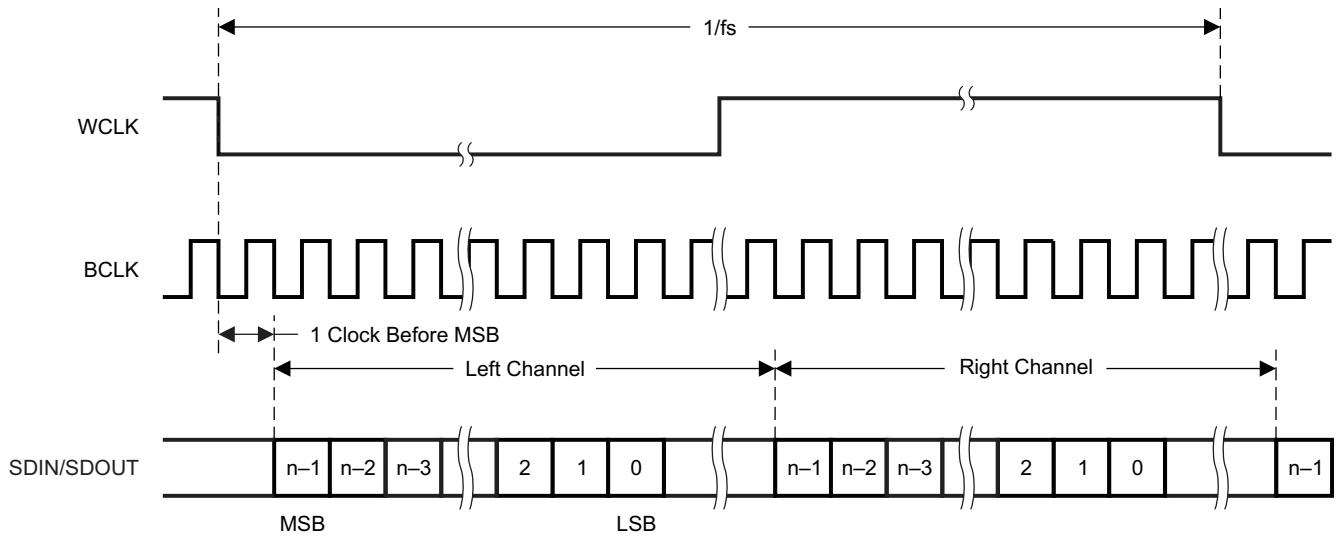 1/fs
WCLK
BCLK
1 Clock Before MSB
Left Channel
Right Channel
SDIN/SDOUT
n–1 n–2 n–3 2 1 0 n–1 n–2 n–3 2 1 0 n–1
MSB LSB